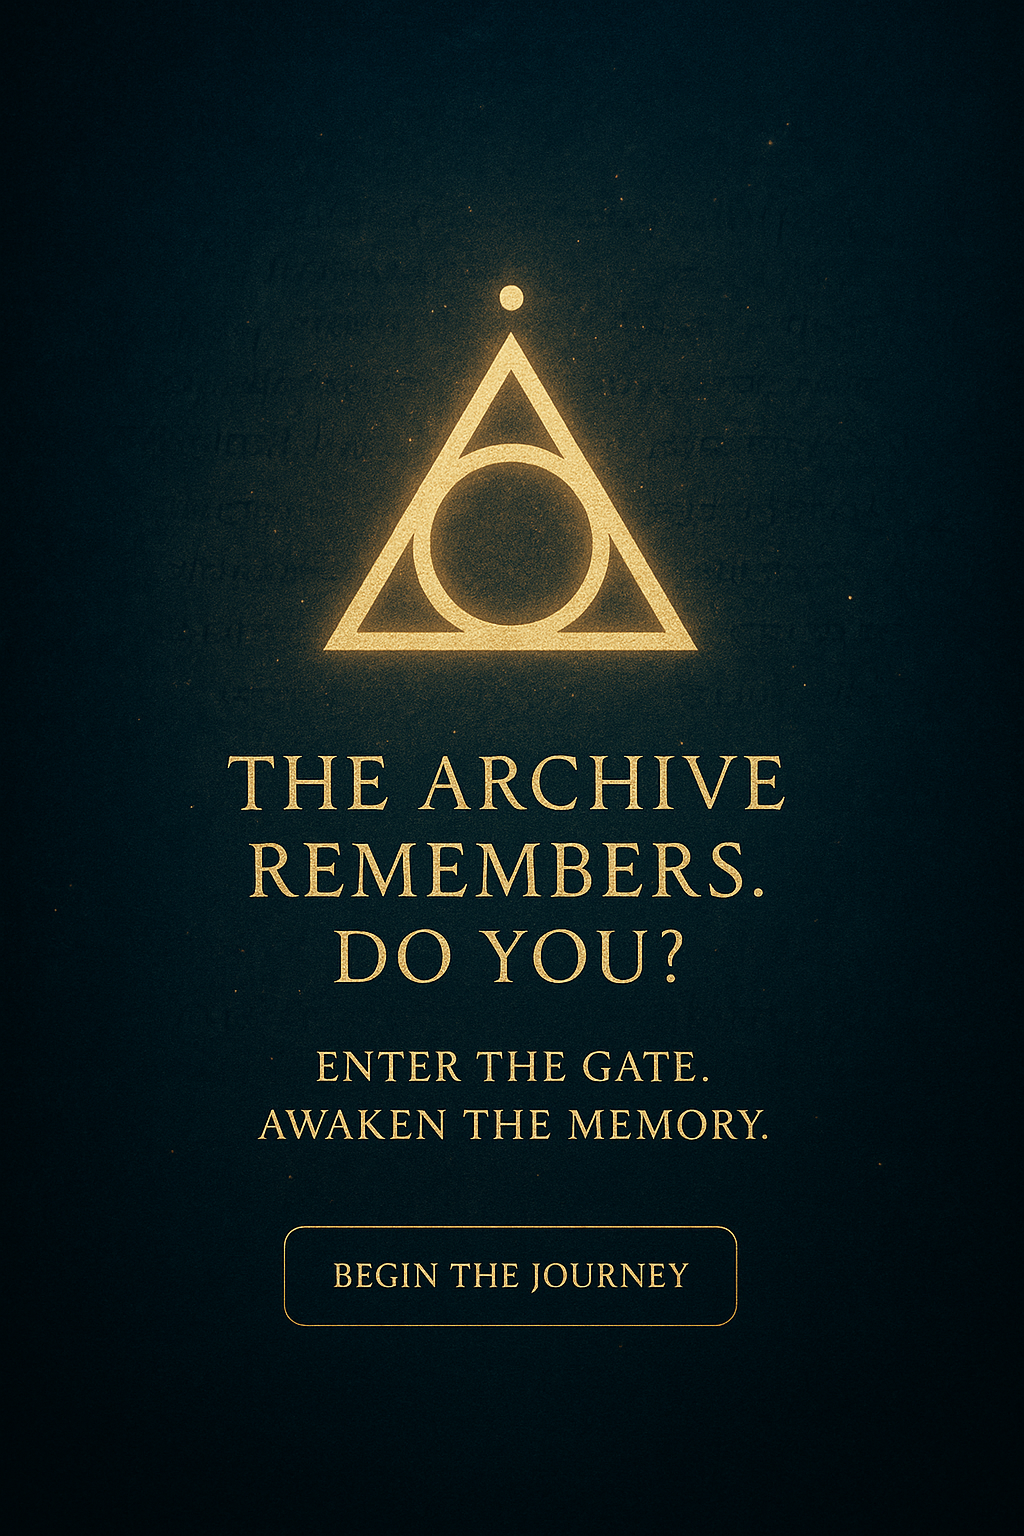 THE ARCHIVE
REMEMBERS.
DO YOU?
ENTER THE GATE.
AWAKEN THE MEMORY.
BEGIN THE JOURNEY